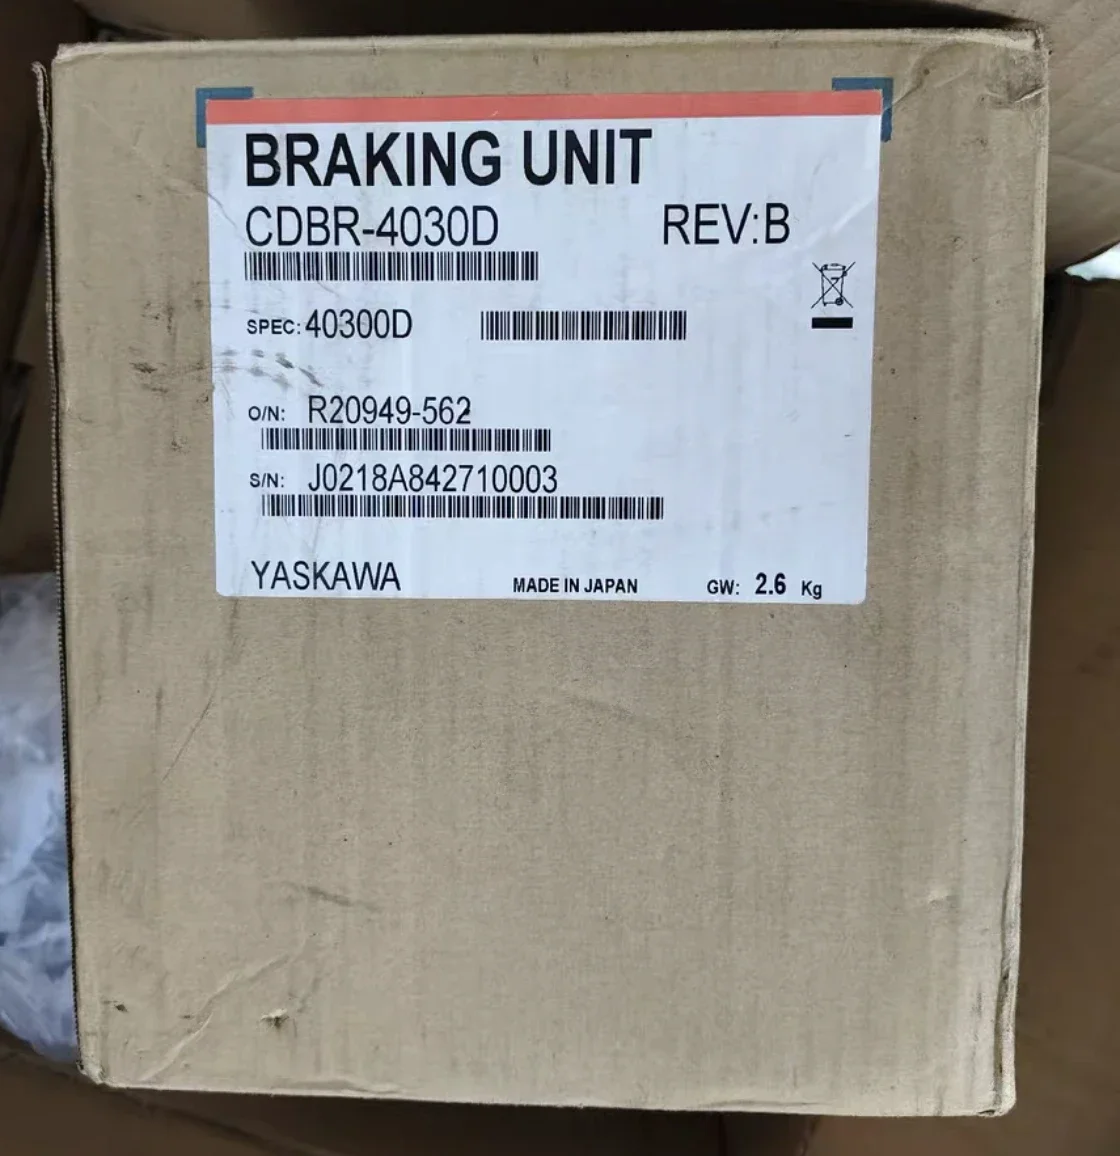 BRAKING UNIT
CDBR-4030D REV:B
SPEC: 40300D
O/N: R20949-562
S/N: J0218A842710003
YASKAWA MADE IN JAPAN GW: 2.6 Kg